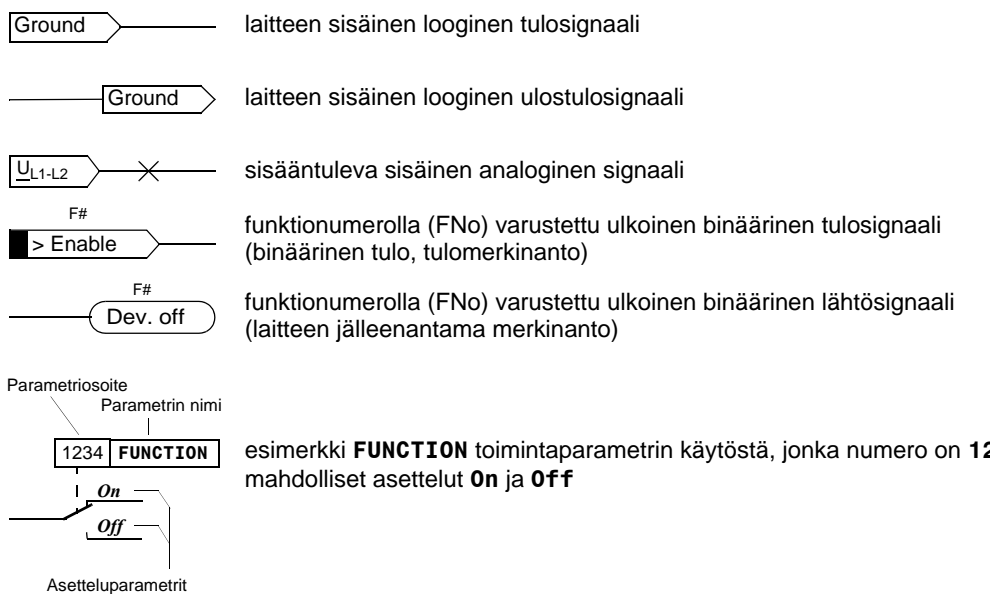 Ground laitteen sisäinen looginen tulosignaali
Ground laitteen sisäinen looginen ulostulosignaali
UL1-L2 sisääntuleva sisäinen analoginen signaali
F#
> Enable
funktionumerolla (FNo) varustettu ulkoinen binäärinen tulosignaali
(binäärinen tulo, tulomerkinanto)
F#
Dev. off
funktionumerolla (FNo) varustettu ulkoinen binäärinen lähtösignaali
(laitteen jälleenantama merkinanto)
Parametriosoite
Parametrin nimi
1234 FUNCTION
esimerkki FUNCTION toimintaparametrin käytöstä, jonka numero on 12
mahdolliset asettelut On ja Off
On
Off
Asetteluparametrit